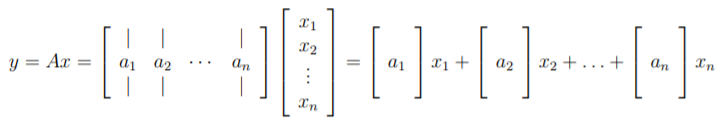 y = Ax = [ | | | a₁ a₂ ⋯ aₙ | | | ] [ x₁ x₂ ⋮ xₙ ] = [ a₁ ] x₁ + [ a₂ ] x₂ + . . . + [ aₙ ] xₙ